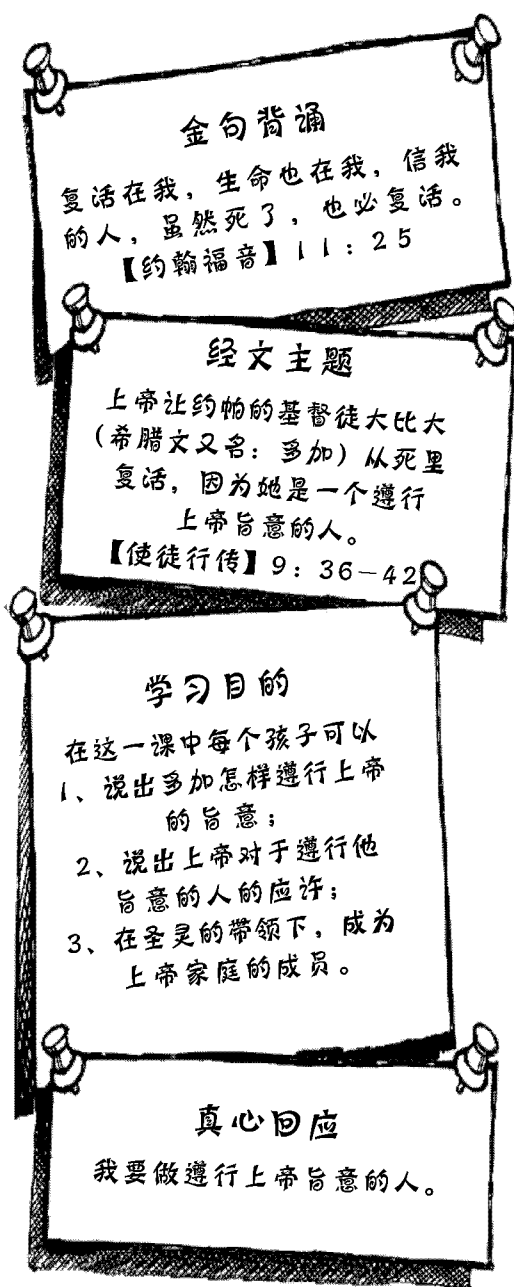 金句背诵
复活在我，生命也在我，信我
的人，虽然死了，也必复活。
【约翰福音】11：25
经文主题
上帝让约帕的基督徒大比大
（希腊文又名：多加）从死里
复活，因为她是一个遵行
上帝旨意的人。
【使徒行传】9：36－42
学习目的
在这一课中每个孩子可以
1、说出多加怎样遵行上帝
的旨意；
2、说出上帝对于遵行他
旨意的人的应许；
3、在圣灵的带领下，成为
上帝家庭的成员。
真心回应
我要做遵行上帝旨意的人。